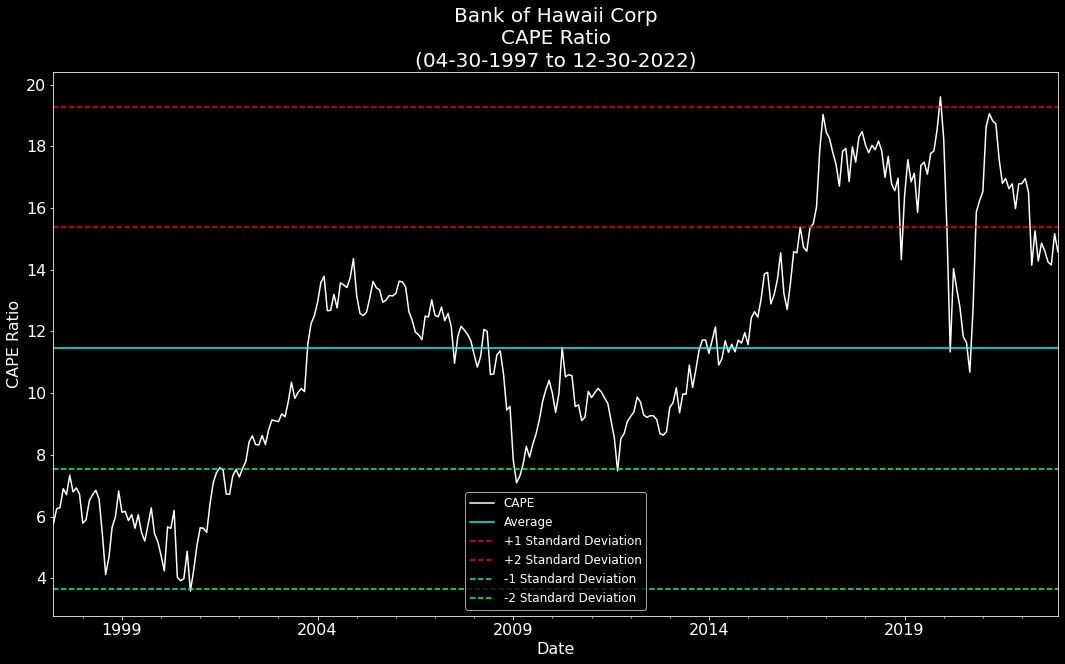 Bank of Hawaii Corp
CAPE Ratio
(04-30-1997 to 12-30-2022)
CAPE Ratio
20
18
16
14
12
10
8
6
4
CAPE
Average
+1 Standard Deviation
+2 Standard Deviation
-1 Standard Deviation
-2 Standard Deviation
1999
2004
2009
2014
2019
Date